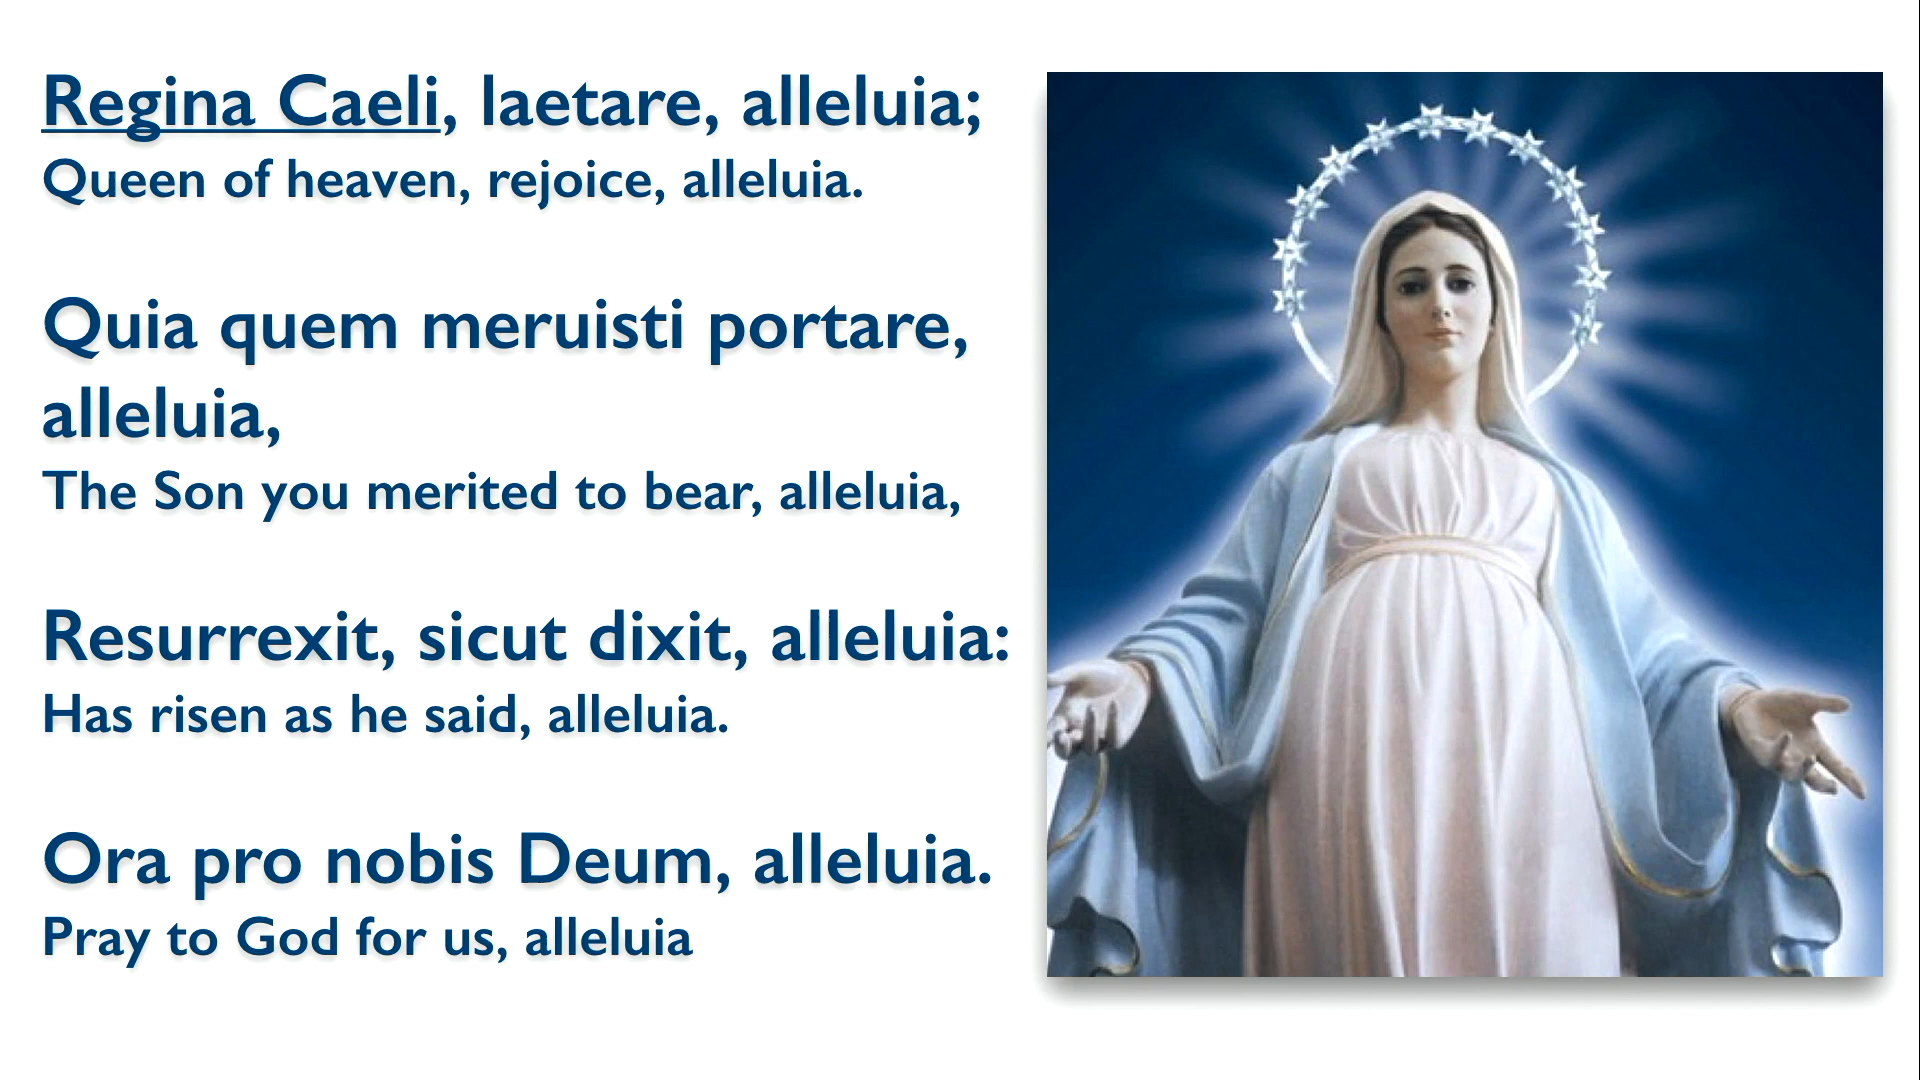 Regina Caeli, laetare, alleluia;
Queen of heaven, rejoice, alleluia.
Quia quem meruisti portare,
alleluia,
The Son you merited to bear, alleluia,
Resurrexit, sicut dixit, alleluia:
Has risen as he said, alleluia.
Ora pro nobis Deum, alleluia.
Pray to God for us, alleluia